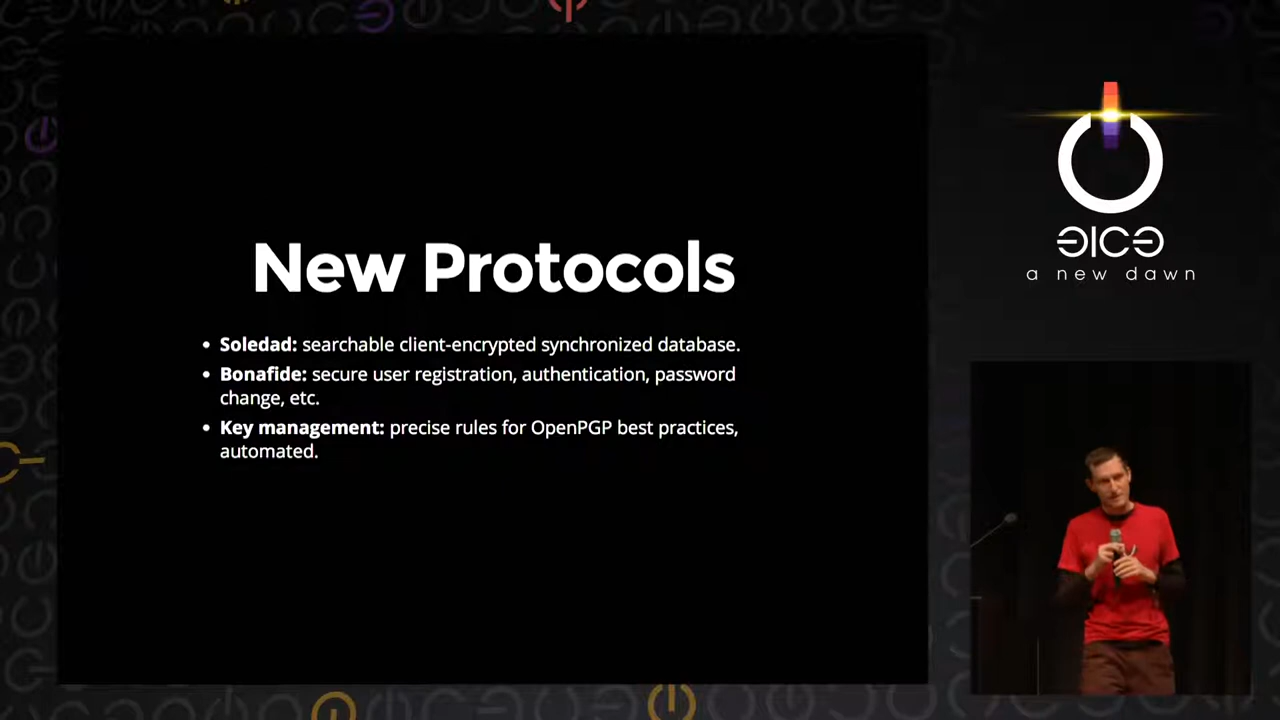 New Protocols
• Soledad: searchable client-encrypted synchronized database.
• Bonafide: secure user registration, authentication, password
change, etc.
• Key management: precise rules for OpenPGP best practices,
automated.
a new dawn